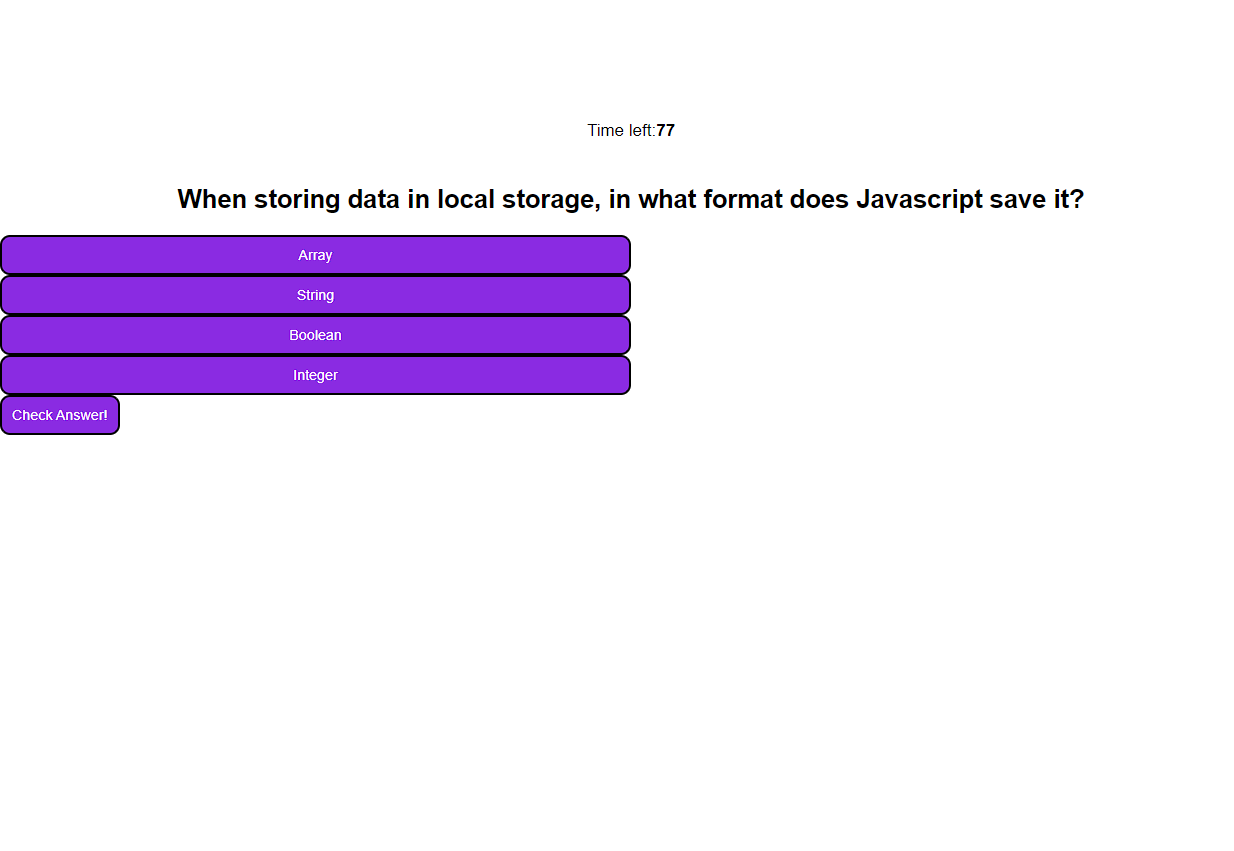 Time left:77
When storing data in local storage, in what format does Javascript save it?
Array
String
Boolean
Integer
Check Answer!